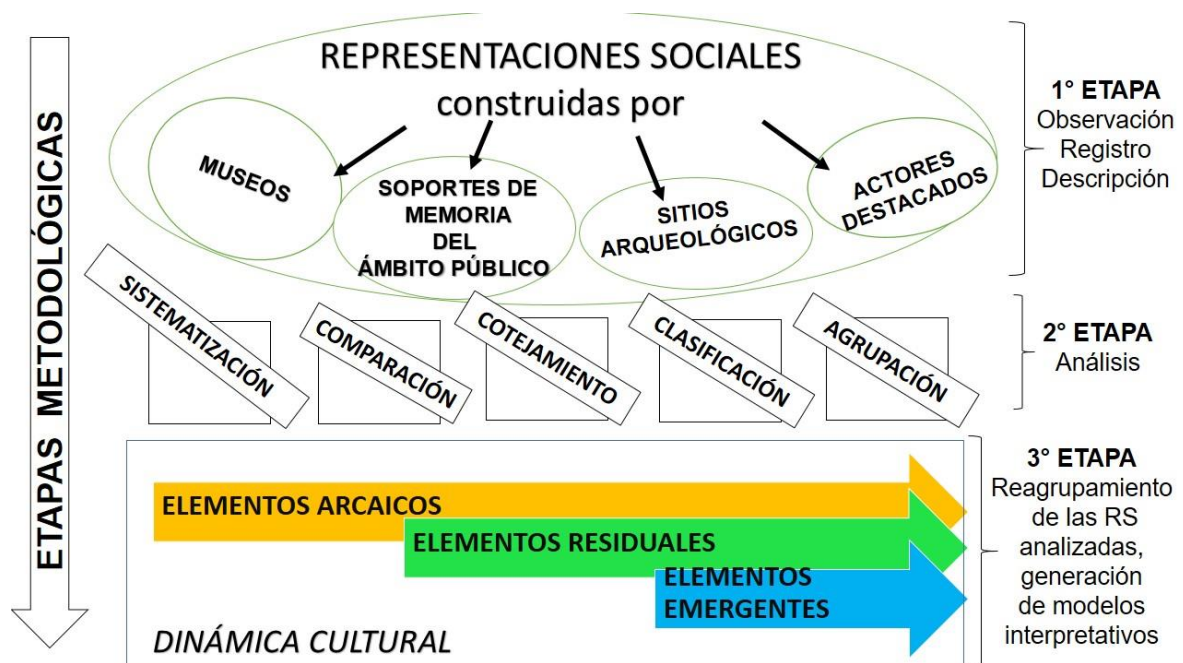 ETAPAS METODOLÓGICAS
REPRESENTACIONES SOCIALES
construidas por
MUSEOS
SOPORTES DE
MEMORIA
DEL
ÁMBITO PÚBLICO
SITIOS
ARQUEOLÓGICOS
ACTORES
DESTACADOS
1° ETAPA
Observación
Registro
Descripción
SISTEMATIZACIÓN
COMPARACIÓN
COTEJAMIENTO
CLASIFICACIÓN
AGRUPACIÓN
2° ETAPA
Análisis
ELEMENTOS ARCAICOS
ELEMENTOS RESIDUALES
ELEMENTOS
EMERGENTES
DINÁMICA CULTURAL
3° ETAPA
Reagrupamiento
de las RS
analizadas,
generación
de modelos
interpretativos